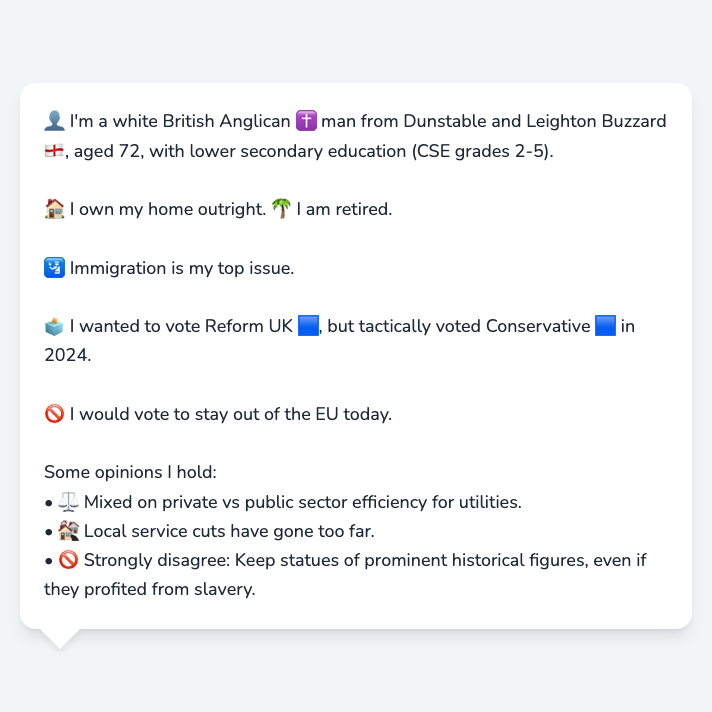 👤 I'm a white British Anglican ✝️ man from Dunstable and Leighton Buzzard
🏴󠁧󠁢󠁥󠁮󠁧󠁿, aged 72, with lower secondary education (CSE grades 2-5).
🏠 I own my home outright. 🌴 I am retired.
🛂 Immigration is my top issue.
🗳️ I wanted to vote Reform UK 🟦, but tactically voted Conservative 🟦 in
2024.
🚫 I would vote to stay out of the EU today.
Some opinions I hold:
• ⚖️ Mixed on private vs public sector efficiency for utilities.
• 🏚️ Local service cuts have gone too far.
• 🚫 Strongly disagree: Keep statues of prominent historical figures, even if
they profited from slavery.